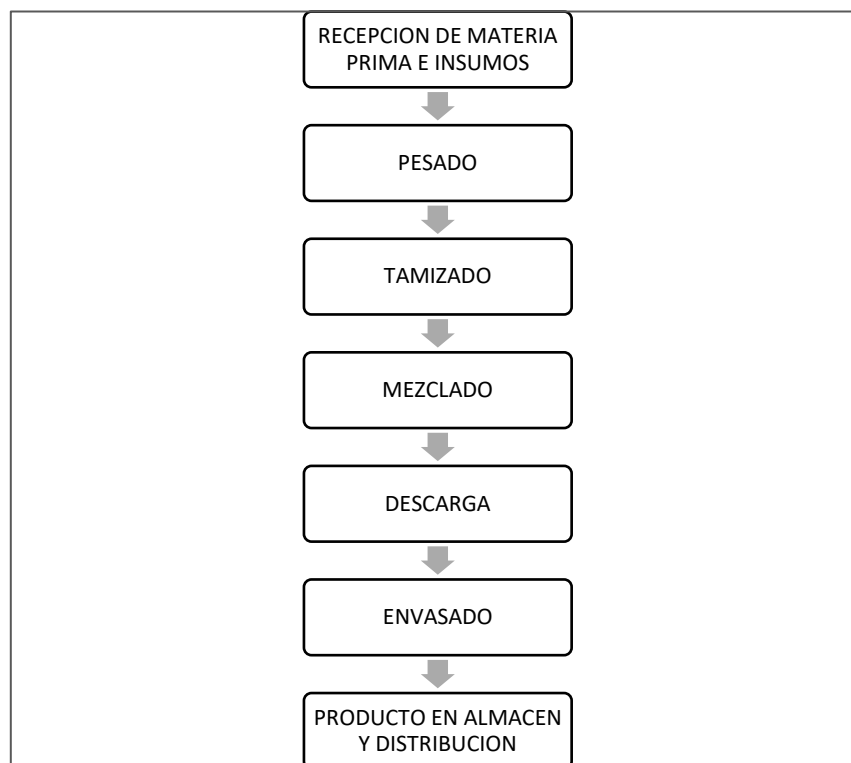 RECEPCION DE MATERIA
PRIMA E INSUMOS
PESADO
TAMIZADO
MEZCLADO
DESCARGA
ENVASADO
PRODUCTO EN ALMACEN
Y DISTRIBUCION